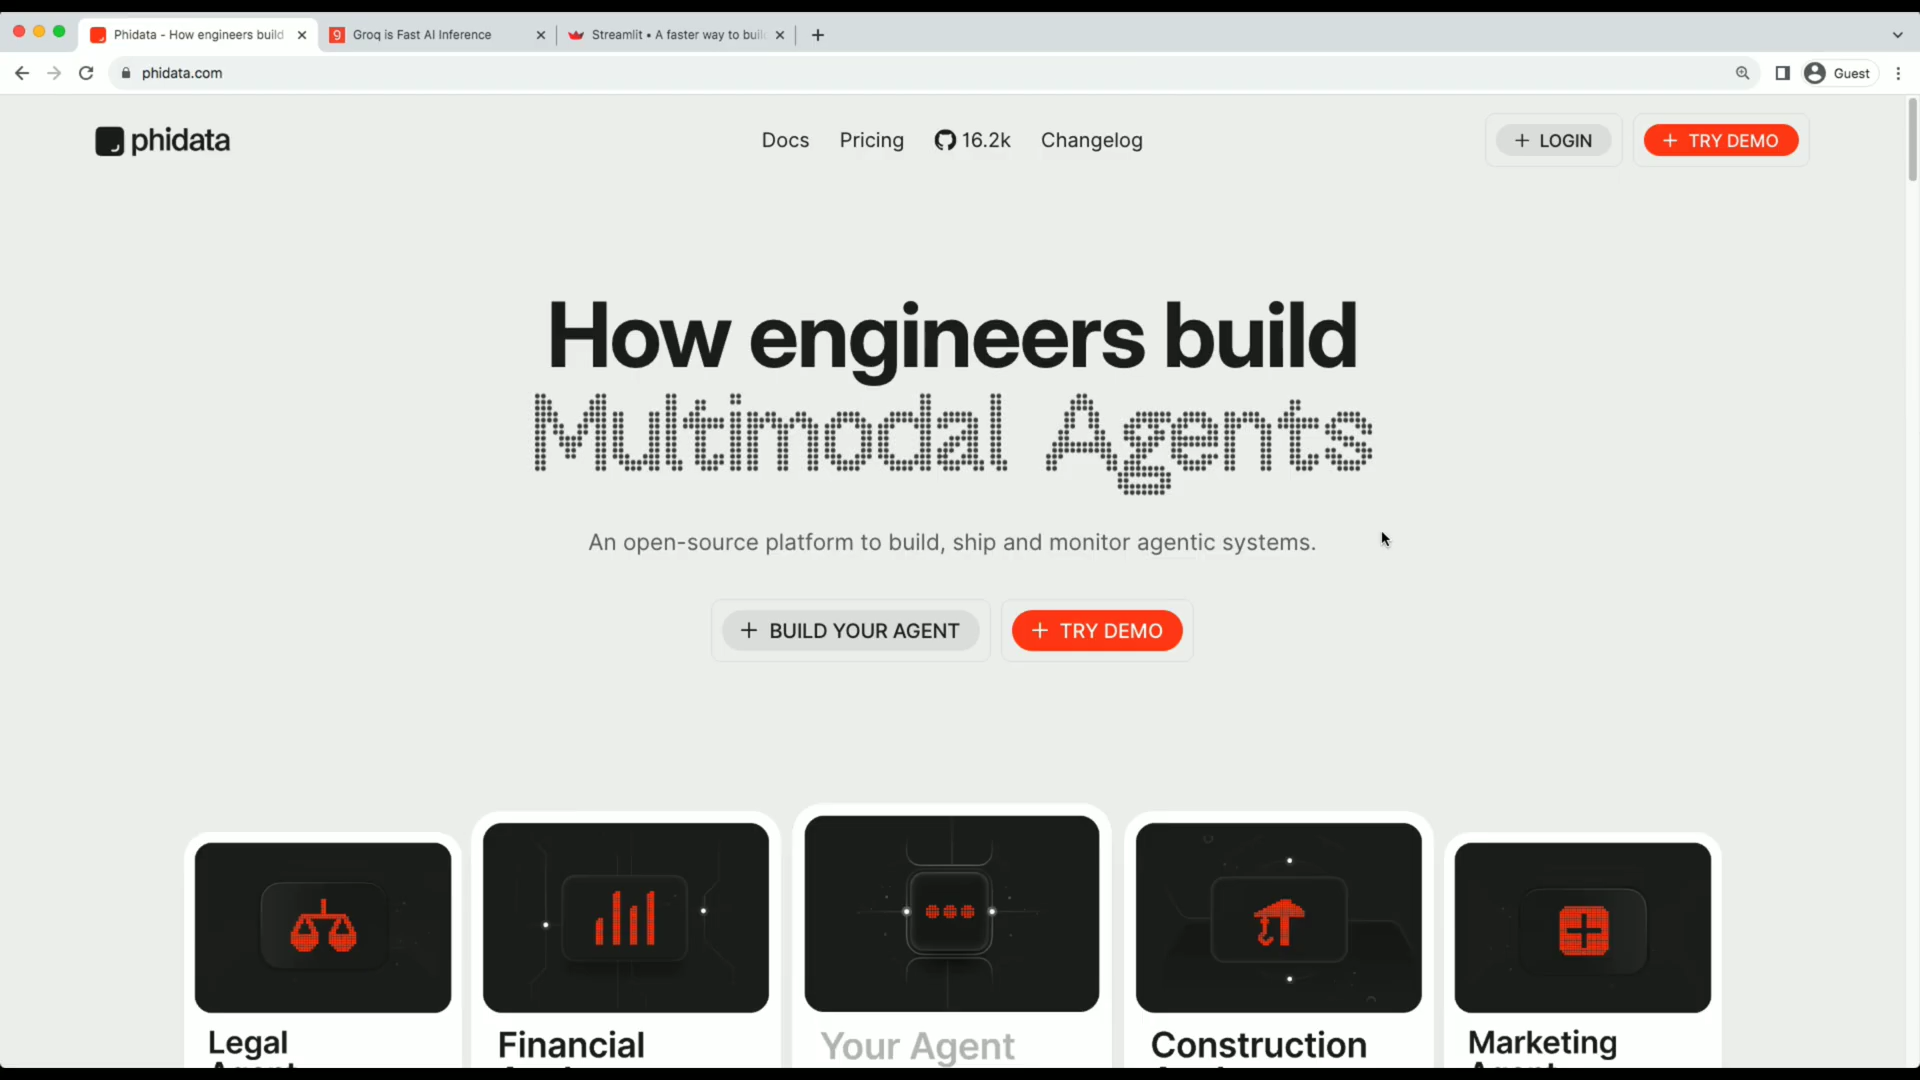 Phidata - How engineers build
Groq is Fast AI Inference
Streamlit • A faster way to buil
phidata.com
Guest
phidata
Docs
Pricing
16.2k
Changelog
+ LOGIN
+ TRY DEMO
How engineers build
Multimodal Agents
An open-source platform to build, ship and monitor agentic systems.
+ BUILD YOUR AGENT
+ TRY DEMO
Legal
Financial
Your Agent
Construction
Marketing